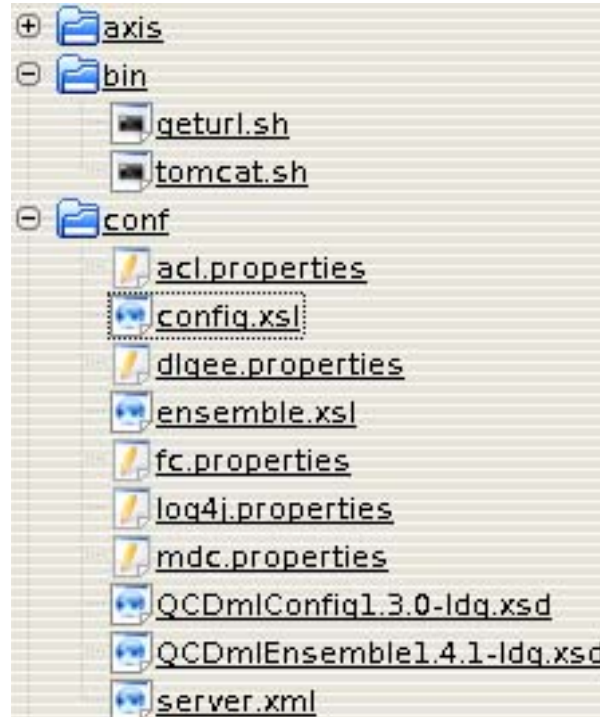 axis
bin
geturl.sh
tomcat.sh
conf
acl.properties
config.xsl
dlgee.properties
ensemble.xsl
fc.properties
log4j.properties
mdc.properties
QCDmlConfig1.3.0-ldg.xsd
QCDmlEnsemble1.4.1-ldg.xsd
server.xml